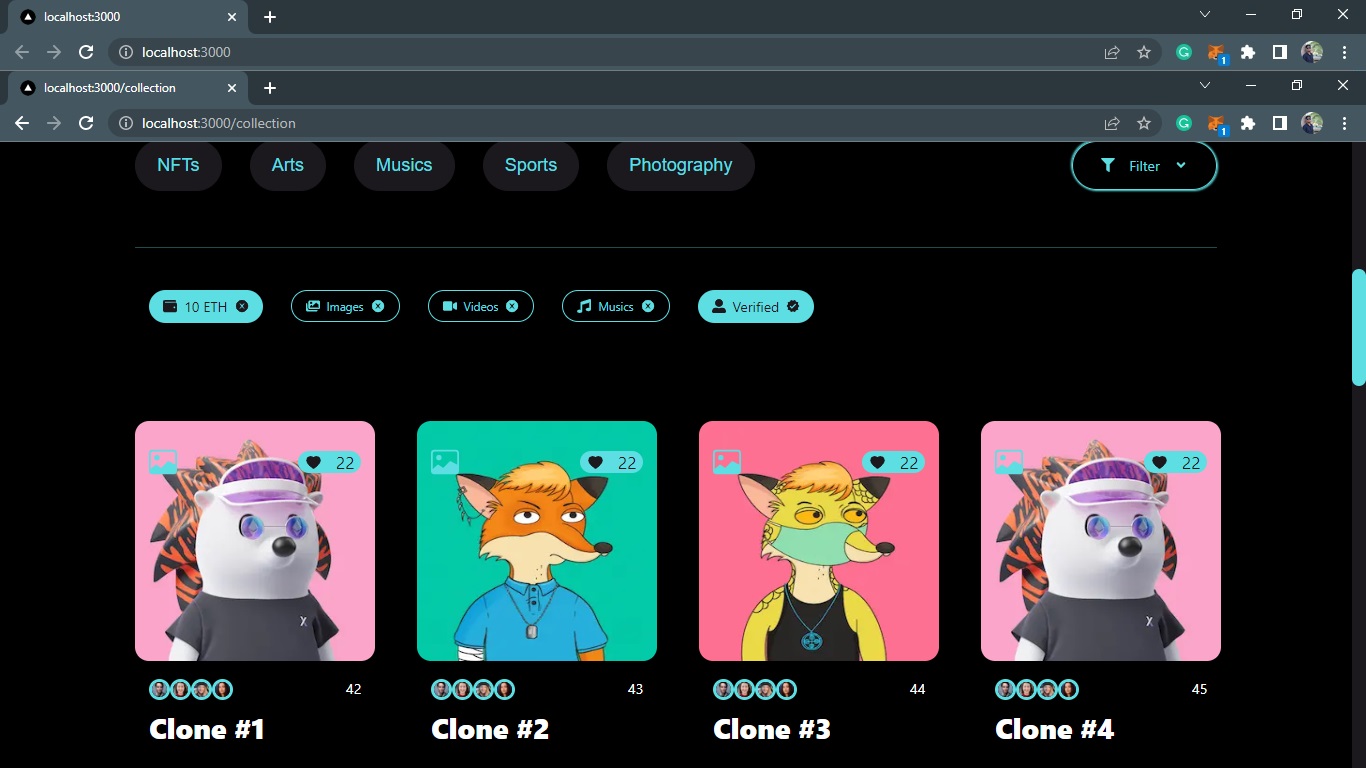 localhost:3000
localhost:3000
1
localhost:3000/collection
localhost:3000/collection
1
NFTs Arts Musics Sports Photography Filter
10 ETH Images Videos Musics Verified
22 22 22 22
X X
42 43 44 45
Clone #1 Clone #2 Clone #3 Clone #4